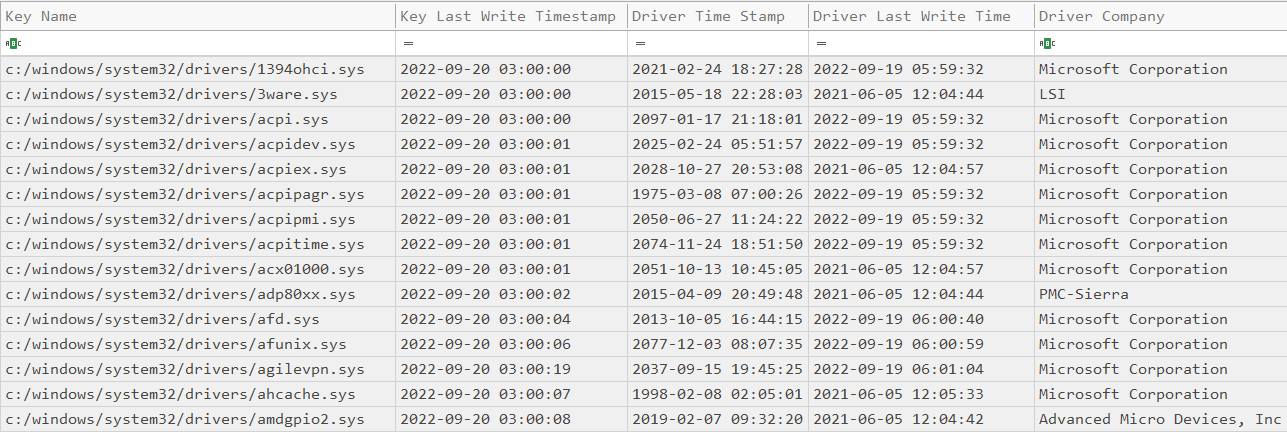 Key Name Key Last Write Timestamp Driver Time Stamp Driver Last Write Time Driver Company
ABC = = = ABC
c:/windows/system32/drivers/1394ohci.sys 2022-09-20 03:00:00 2021-02-24 18:27:28 2022-09-19 05:59:32 Microsoft Corporation
c:/windows/system32/drivers/3ware.sys 2022-09-20 03:00:00 2015-05-18 22:28:03 2021-06-05 12:04:44 LSI
c:/windows/system32/drivers/acpi.sys 2022-09-20 03:00:00 2097-01-17 21:18:01 2022-09-19 05:59:32 Microsoft Corporation
c:/windows/system32/drivers/acpidev.sys 2022-09-20 03:00:01 2025-02-24 05:51:57 2022-09-19 05:59:32 Microsoft Corporation
c:/windows/system32/drivers/acpiex.sys 2022-09-20 03:00:01 2028-10-27 20:53:08 2021-06-05 12:04:57 Microsoft Corporation
c:/windows/system32/drivers/acpipagr.sys 2022-09-20 03:00:01 1975-03-08 07:00:26 2022-09-19 05:59:32 Microsoft Corporation
c:/windows/system32/drivers/acpipmi.sys 2022-09-20 03:00:01 2050-06-27 11:24:22 2022-09-19 05:59:32 Microsoft Corporation
c:/windows/system32/drivers/acpitime.sys 2022-09-20 03:00:01 2074-11-24 18:51:50 2022-09-19 05:59:32 Microsoft Corporation
c:/windows/system32/drivers/acx01000.sys 2022-09-20 03:00:01 2051-10-13 10:45:05 2021-06-05 12:04:57 Microsoft Corporation
c:/windows/system32/drivers/adp80xx.sys 2022-09-20 03:00:02 2015-04-09 20:49:48 2021-06-05 12:04:44 PMC-Sierra
c:/windows/system32/drivers/afd.sys 2022-09-20 03:00:04 2013-10-05 16:44:15 2022-09-19 06:00:40 Microsoft Corporation
c:/windows/system32/drivers/afunix.sys 2022-09-20 03:00:06 2077-12-03 08:07:35 2022-09-19 06:00:59 Microsoft Corporation
c:/windows/system32/drivers/agilevpn.sys 2022-09-20 03:00:19 2037-09-15 19:45:25 2022-09-19 06:01:04 Microsoft Corporation
c:/windows/system32/drivers/ahcache.sys 2022-09-20 03:00:07 1998-02-08 02:05:01 2021-06-05 12:05:33 Microsoft Corporation
c:/windows/system32/drivers/amdgpio2.sys 2022-09-20 03:00:08 2019-02-07 09:32:20 2021-06-05 12:04:42 Advanced Micro Devices, Inc